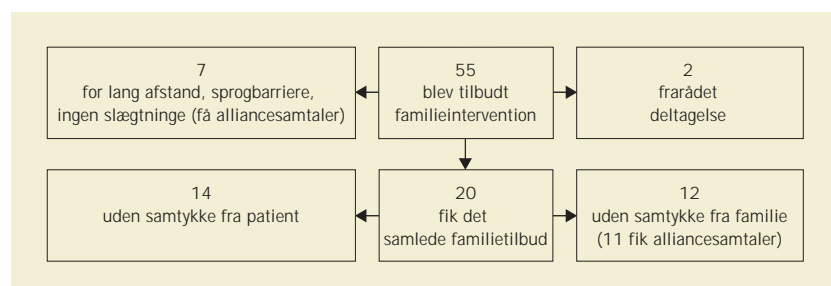 7
for lang afstand, sprogbarriere,
ingen slægtninge (få alliancesamtaler)
55
blev tilbudt
familieintervention
2
frarådet
deltagelse
14
uden samtykke fra patient
20
fik det
samlede familietilbud
12
uden samtykke fra familie
(11 fik alliancesamtaler)